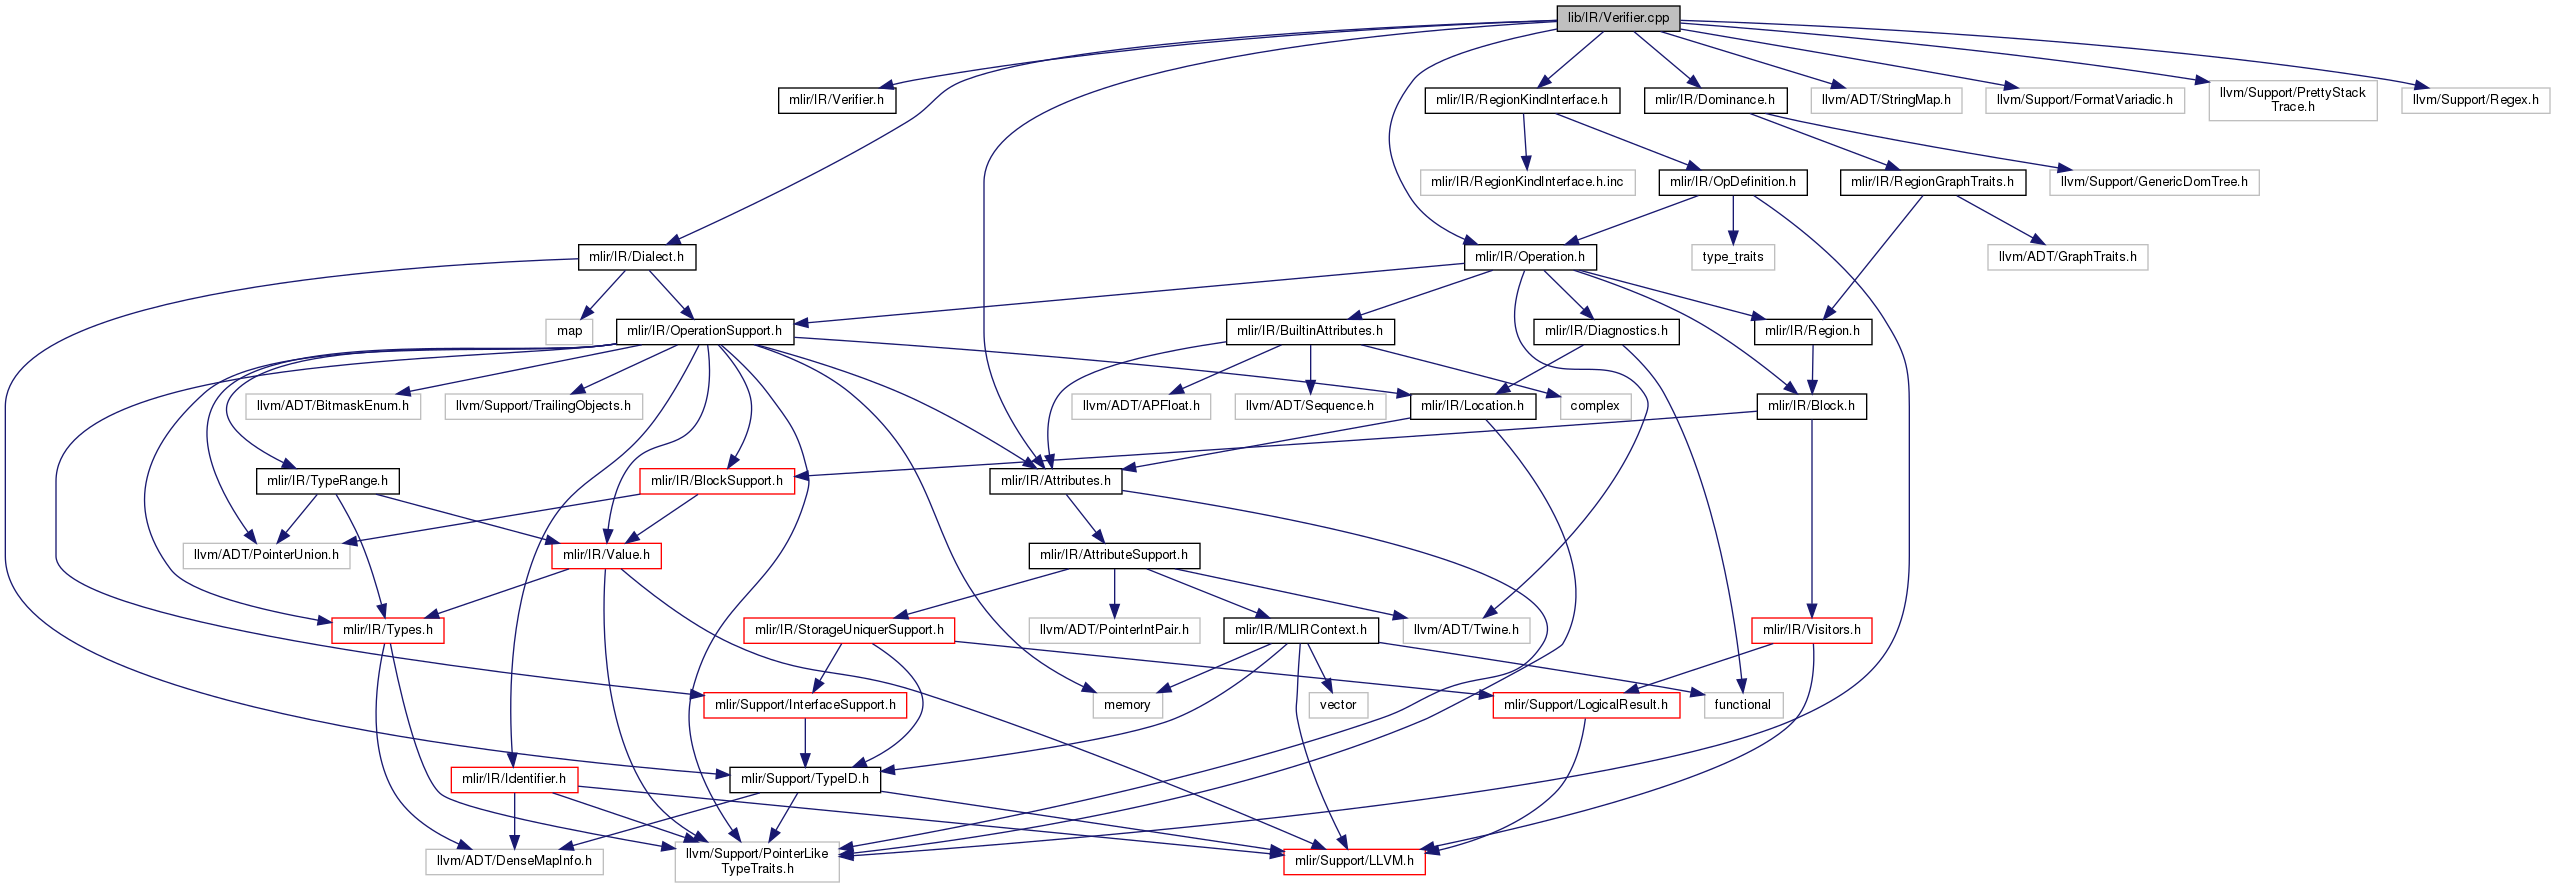 lib/IR/Verifier.cpp
mlir/IR/Verifier.h
mlir/IR/RegionKindInterface.h
mlir/IR/Dominance.h
llvm/ADT/StringMap.h
llvm/Support/FormatVariadic.h
llvm/Support/PrettyStack
Trace.h
llvm/Support/Regex.h
mlir/IR/RegionKindInterface.h.inc
mlir/IR/OpDefinition.h
mlir/IR/RegionGraphTraits.h
llvm/Support/GenericDomTree.h
mlir/IR/Dialect.h
mlir/IR/Operation.h
type_traits
llvm/ADT/GraphTraits.h
map
mlir/IR/OperationSupport.h
mlir/IR/BuiltinAttributes.h
mlir/IR/Diagnostics.h
mlir/IR/Region.h
llvm/ADT/BitmaskEnum.h
llvm/Support/TrailingObjects.h
llvm/ADT/APFloat.h
llvm/ADT/Sequence.h
mlir/IR/Location.h
complex
mlir/IR/Block.h
mlir/IR/TypeRange.h
mlir/IR/BlockSupport.h
mlir/IR/Attributes.h
llvm/ADT/PointerUnion.h
mlir/IR/Value.h
mlir/IR/AttributeSupport.h
mlir/IR/Types.h
mlir/IR/StorageUniquerSupport.h
llvm/ADT/PointerIntPair.h
mlir/IR/MLIRContext.h
llvm/ADT/Twine.h
mlir/IR/Visitors.h
mlir/Support/InterfaceSupport.h
memory
vector
mlir/Support/LogicalResult.h
functional
mlir/IR/Identifier.h
mlir/Support/TypeID.h
llvm/ADT/DenseMapInfo.h
llvm/Support/PointerLike
TypeTraits.h
mlir/Support/LLVM.h